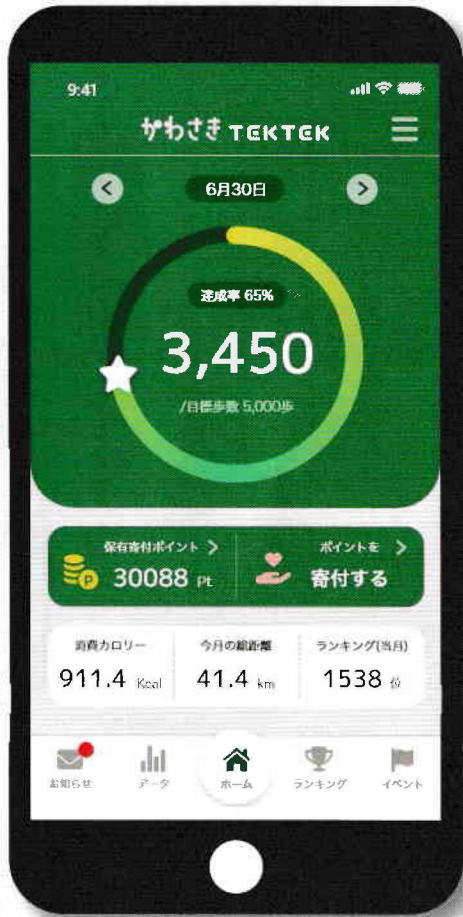 9:41
かわさき TEKTEK
6月30日
達成率 65%
3,450
/目標歩数 5,000歩
保有寄付ポイント
30088 Pt
ポイントを
寄付する
消費カロリー
911.4 Kcal
今月の総距離
41.4 km
ランキング(当月)
1538 位
お知らせ
データ
ホーム
ランキング
イベント